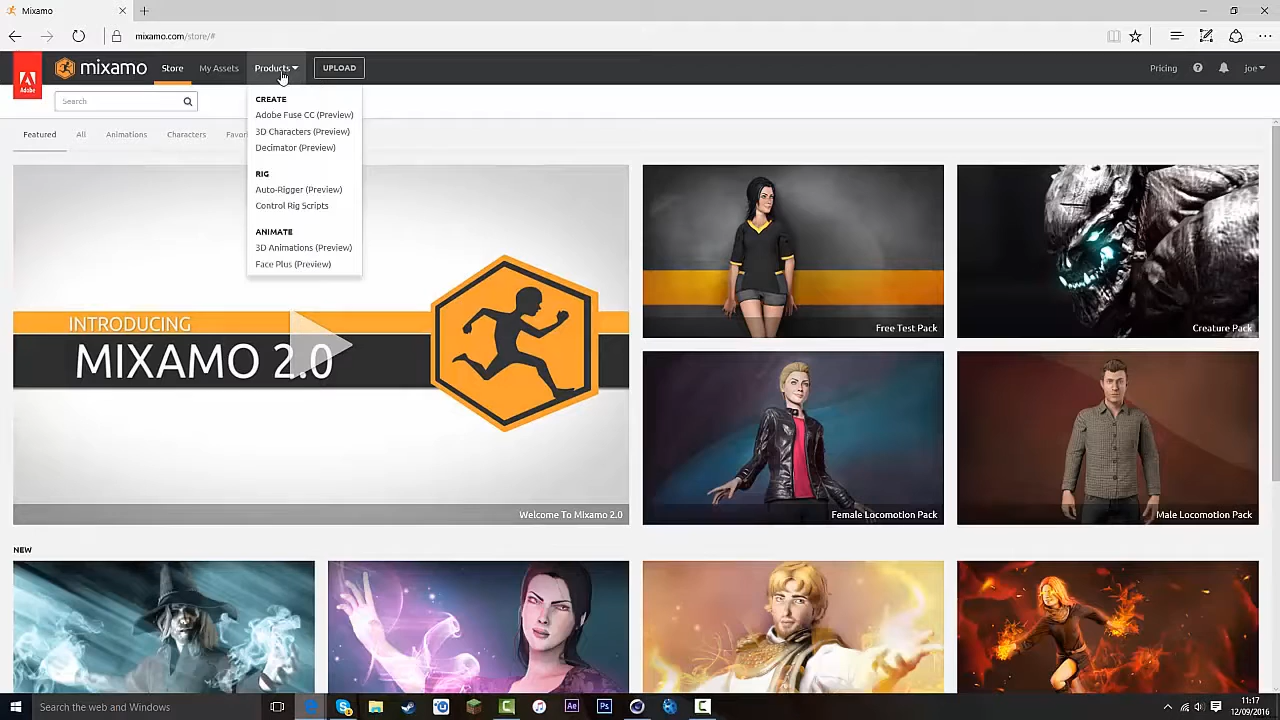 Mixamo
mixamo.com/store/#
Adobe
mixamo
Store
My Assets
Products
UPLOAD
Pricing
joe
Search
CREATE
Adobe Fuse CC (Preview)
3D Characters (Preview)
Decimator (Preview)
RIG
Auto-Rigger (Preview)
Control Rig Scripts
ANIMATE
3D Animations (Preview)
Face Plus (Preview)
Featured
All
Animations
Characters
Favor
INTRODUCING
MIXAMO 2.0
Welcome To Mixamo 2.0
Free Test Pack
Creature Pack
Female Locomotion Pack
Male Locomotion Pack
NEW
Search the web and Windows
Ae
Ps
11:17
12/09/2016